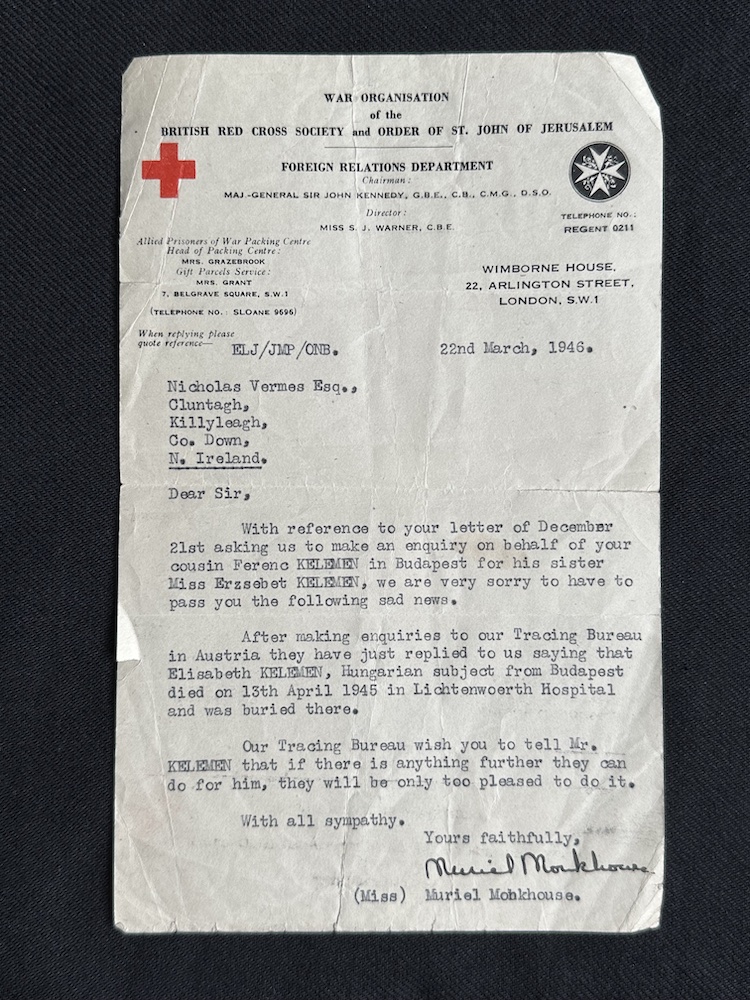 WAR ORGANISATION
of the
BRITISH RED CROSS SOCIETY and ORDER OF ST. JOHN OF JERUSALEM
FOREIGN RELATIONS DEPARTMENT
Chairman:
MAJ.-GENERAL SIR JOHN KENNEDY, G.B.E., C.B., C.M.G., D.S.O.
Director:
MISS S. J. WARNER, C.B.E.
TELEPHONE NO.:
REGENT 0211
Allied Prisoners of War Packing Centre
Head of Packing Centre:
MRS. GRAZEBROOK
Gift Parcels Service:
MRS. GRANT
7, BELGRAVE SQUARE, S.W.1
(TELEPHONE NO.: SLOANE 9696)
WIMBORNE HOUSE,
22, ARLINGTON STREET,
LONDON, S.W.1
When replying please
quote reference— ELJ/JMP/ONB.
22nd March, 1946.
Nicholas Vermes Esq.,
Cluntagh,
Killyleagh,
Co. Down,
N. Ireland.
Dear Sir,
With reference to your letter of December
21st asking us to make an enquiry on behalf of your
cousin Ferenc KELEMEN in Budapest for his sister
Miss Erzsebet KELEMEN, we are very sorry to have to
pass you the following sad news.
After making enquiries to our Tracing Bureau
in Austria they have just replied to us saying that
Elisabeth KELEMEN, Hungarian subject from Budapest
died on 13th April 1945 in Lichtenwoerth Hospital
and was buried there.
Our Tracing Bureau wish you to tell Mr.
KELEMEN that if there is anything further they can
do for him, they will be only too pleased to do it.
With all sympathy.
Yours faithfully,
Muriel Monkhouse
(Miss) Muriel Monkhouse.